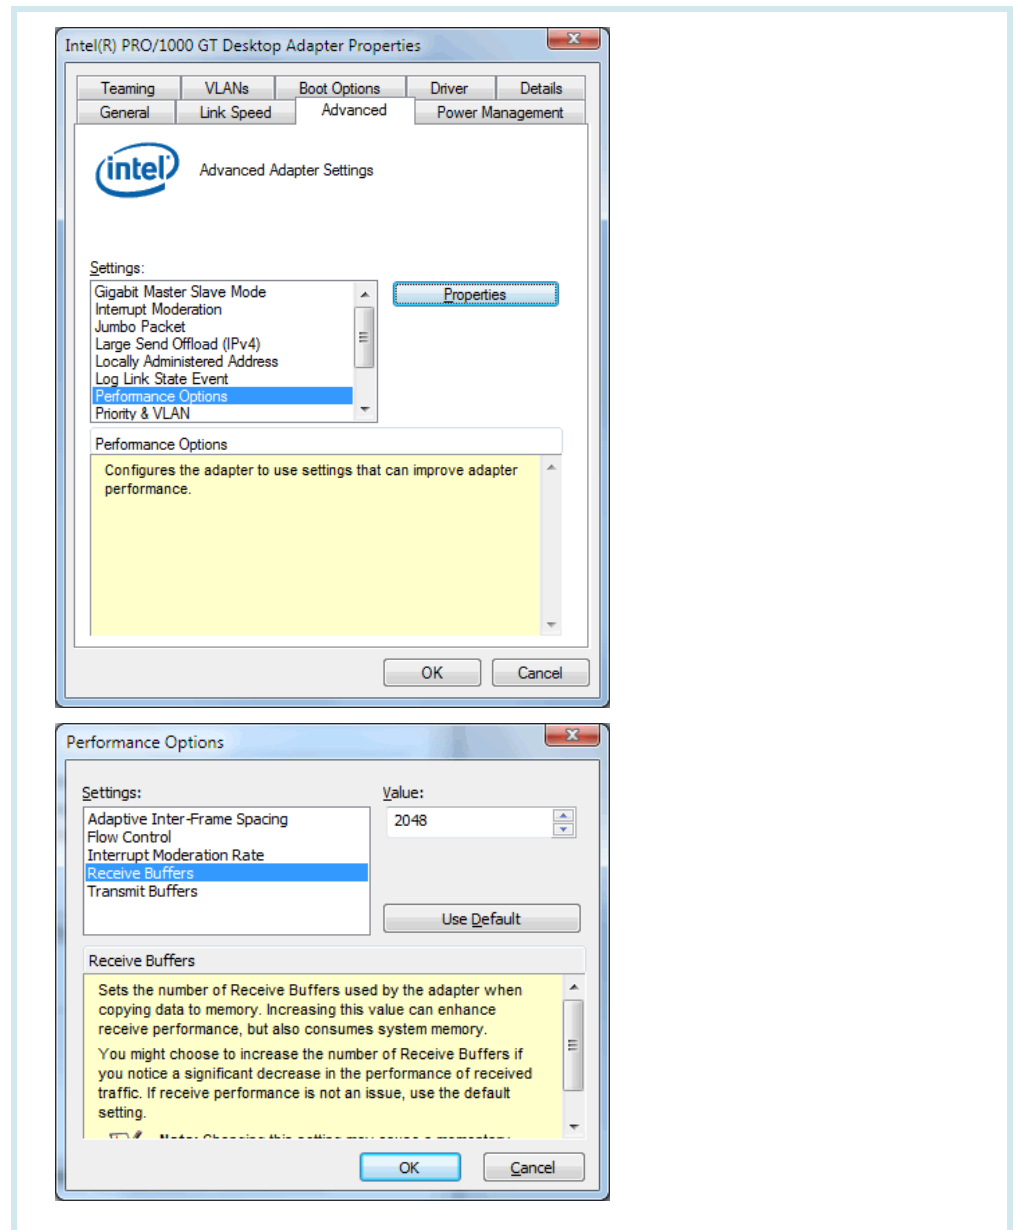 Intel(R) PRO/1000 GT Desktop Adapter Properties
Teaming VLANs Boot Options Driver Details
General Link Speed Advanced Power Management
intel Advanced Adapter Settings
Settings:
Gigabit Master Slave Mode
Properties
Interrupt Moderation
Jumbo Packet
Large Send Offload (IPv4)
Locally Administered Address
Log Link State Event
Performance Options
Priority & VLAN
Performance Options
Configures the adapter to use settings that can improve adapter
performance.
OK Cancel
Performance Options
Settings:
Value:
Adaptive Inter-Frame Spacing
2048
Flow Control
Interrupt Moderation Rate
Receive Buffers
Transmit Buffers
Use Default
Receive Buffers
Sets the number of Receive Buffers used by the adapter when
copying data to memory. Increasing this value can enhance
receive performance, but also consumes system memory.
You might choose to increase the number of Receive Buffers if
you notice a significant decrease in the performance of received
traffic. If receive performance is not an issue, use the default
setting.
Note: Changing this setting may cause a momentary
OK Cancel